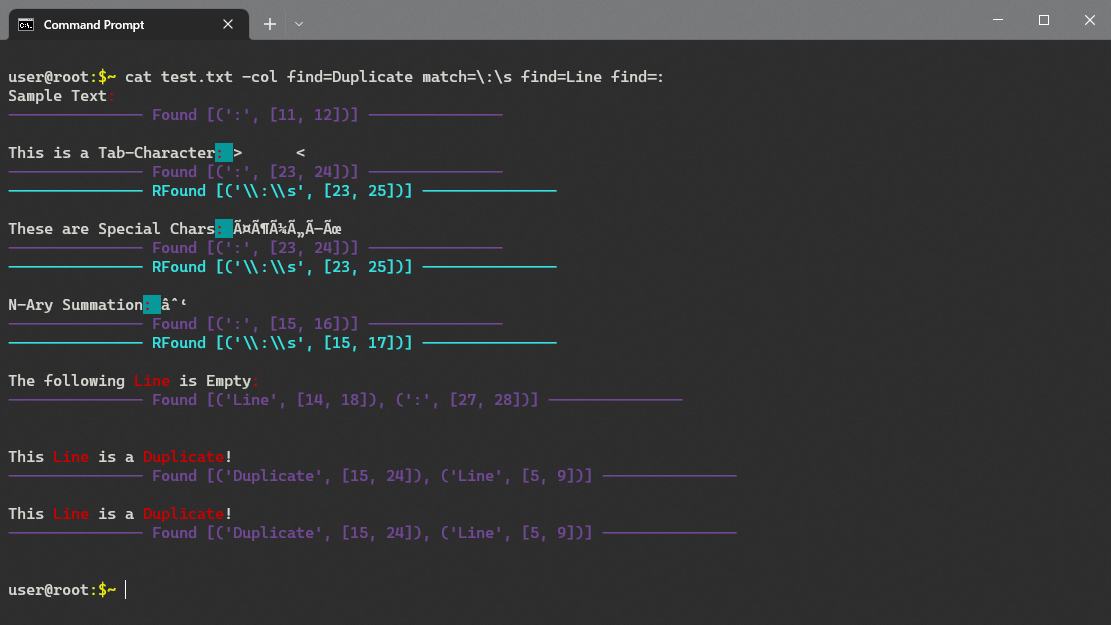 Command Prompt
user@root:$~ cat test.txt -col find=Duplicate match=\:\s find=Line find=:
Sample Text:
─────────────── Found [(':', [11, 12])] ───────────────
This is a Tab-Character: >      <
─────────────── Found [(':', [23, 24])] ───────────────
─────────────── RFound [('\\:\\s', [23, 25])] ───────────────
These are Special Chars: Ã¤Ã¶Ã¼Ã„Ã–Ãœ
─────────────── Found [(':', [23, 24])] ───────────────
─────────────── RFound [('\\:\\s', [23, 25])] ───────────────
N-Ary Summation: âˆ‘
─────────────── Found [(':', [15, 16])] ───────────────
─────────────── RFound [('\\:\\s', [15, 17])] ───────────────
The following Line is Empty:
─────────────── Found [('Line', [14, 18]), (':', [27, 28])] ───────────────
This Line is a Duplicate!
─────────────── Found [('Duplicate', [15, 24]), ('Line', [5, 9])] ───────────────
This Line is a Duplicate!
─────────────── Found [('Duplicate', [15, 24]), ('Line', [5, 9])] ───────────────
user@root:$~